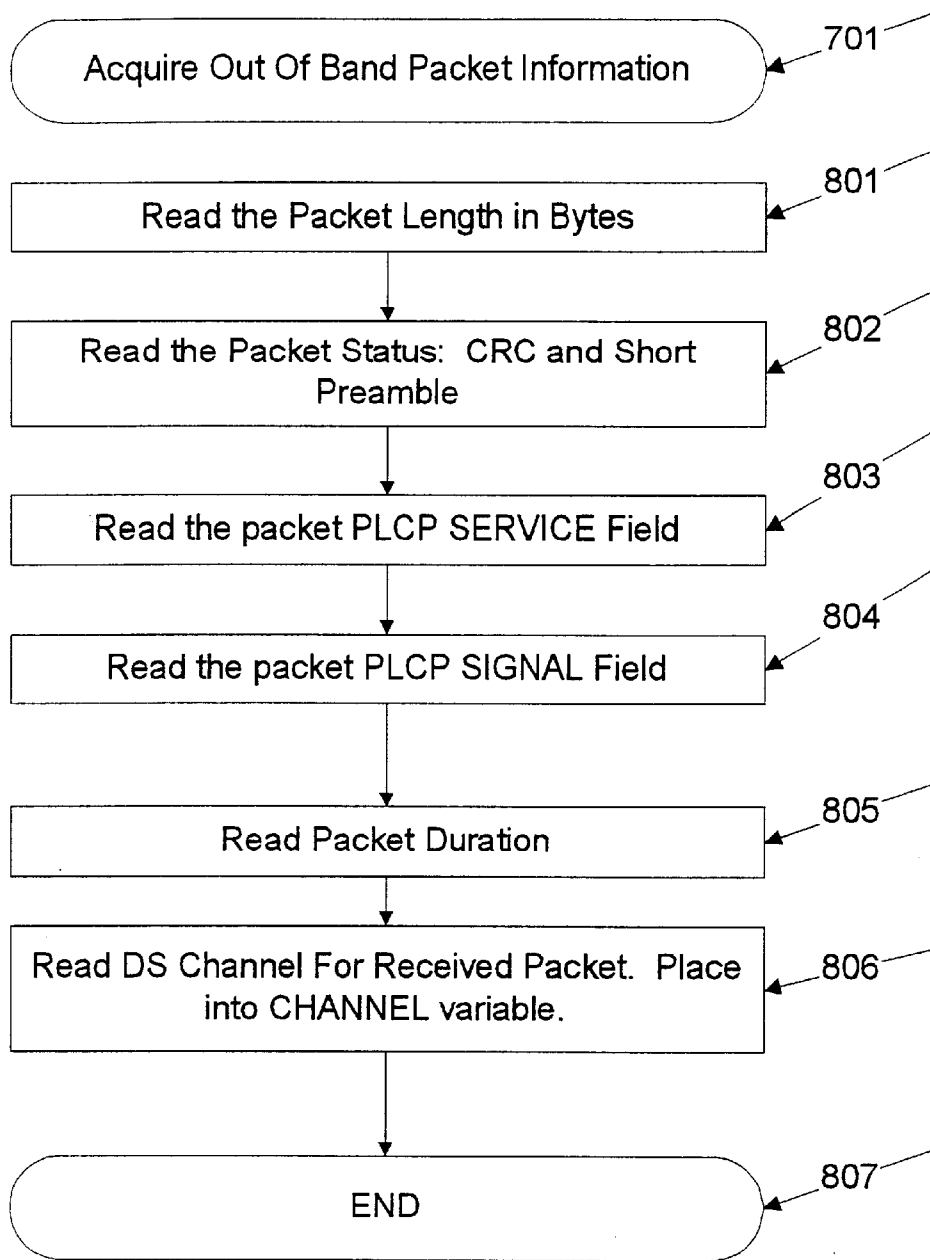 Acquire Out Of Band Packet Information
701
Read the Packet Length in Bytes
801
Read the Packet Status: CRC and Short
Preamble
802
Read the packet PLCP SERVICE Field
803
Read the packet PLCP SIGNAL Field
804
Read Packet Duration
805
Read DS Channel For Received Packet. Place
into CHANNEL variable.
806
END
807